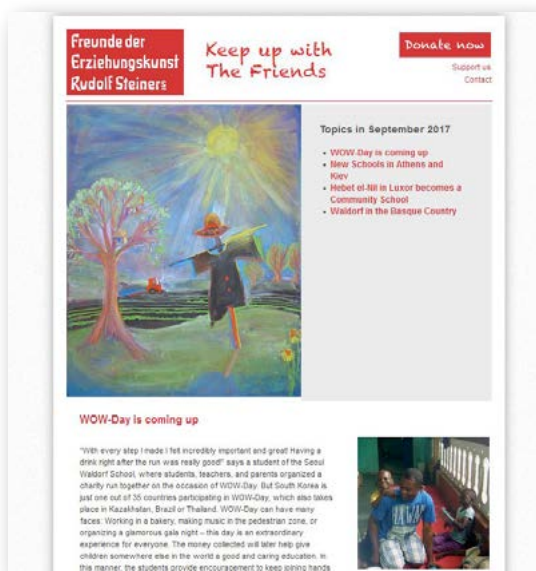 Freunde der
Erziehungskunst
Rudolf Steiners
Keep up with
The Friends
Donate now
Support us
Contact
Topics in September 2017
• WOW-Day is coming up
• New Schools in Athens and
Kiev
• Hebet el-Nil in Luxor becomes a
Community School
• Waldorf in the Basque Country
WOW-Day is coming up
"With every step I made I felt incredibly important and great! Having a
drink right after the run was really good!" says a student of the Seoul
Waldorf School, where students, teachers, and parents organized a
charity run together on the occasion of WOW-Day. But South Korea is
just one out of 35 countries participating in WOW-Day, which also takes
place in Kazakhstan, Brazil or Thailand. WOW-Day can have many
faces: Working in a bakery, making music in the pedestrian zone, or
organizing a glamorous gala night – this day is an extraordinary
experience for everyone. The money collected will later help give
children somewhere else in the world a good and caring education. In
this manner, the students provide encouragement to keep joining hands